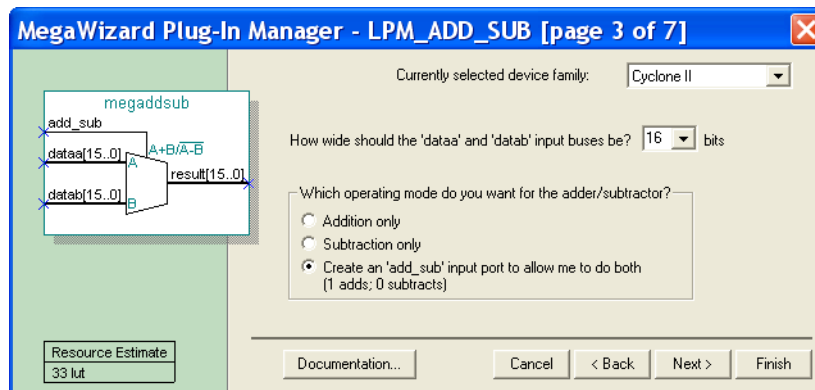 MegaWizard Plug-In Manager - LPM_ADD_SUB [page 3 of 7]
Currently selected device family: Cyclone II
megaddsub
add_sub
A+B/A-B
dataa[15..0]
A
result[15..0]
datab[15..0]
B
How wide should the 'dataa' and 'datab' input buses be? 16 bits
Which operating mode do you want for the adder/subtractor?
Addition only
Subtraction only
Create an 'add_sub' input port to allow me to do both
(1 adds; 0 subtracts)
Resource Estimate
33 lut
Documentation... Cancel < Back Next > Finish